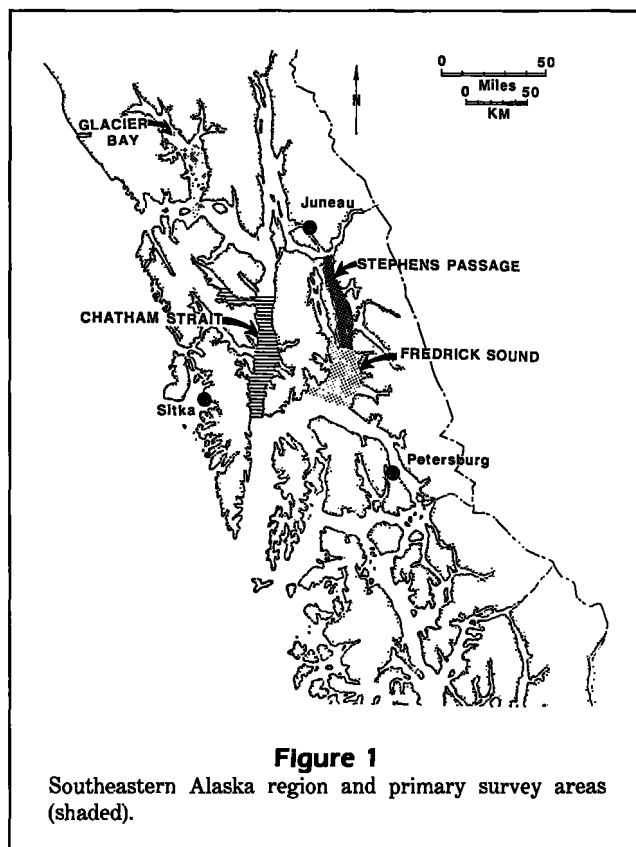 0 50
Miles
0 50
KM
N
GLACIER
BAY
Juneau
STEPHENS PASSAGE
CHATHAM STRAIT
FREDRICK SOUND
Sitka
Petersburg
Figure 1
Southeastern Alaska region and primary survey areas
(shaded).